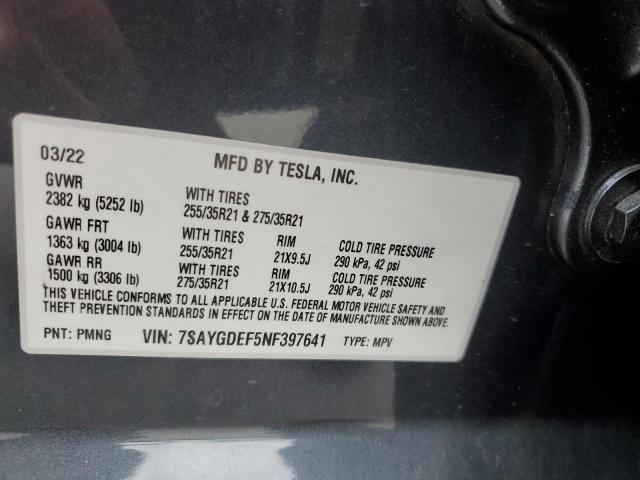 03/22 MFD BY TESLA, INC.
GVWR
2382 kg (5252 lb) WITH TIRES 255/35R21 & 275/35R21
GAWR FRT
1363 kg (3004 lb) WITH TIRES 255/35R21 RIM 21X9.5J COLD TIRE PRESSURE 290 kPa, 42 psi
GAWR RR
1500 kg (3306 lb) WITH TIRES 275/35R21 RIM 21X10.5J COLD TIRE PRESSURE 290 kPa, 42 psi
THIS VEHICLE CONFORMS TO ALL APPLICABLE U.S. FEDERAL MOTOR VEHICLE SAFETY AND
THEFT PREVENTION STANDARDS IN EFFECT ON THE DATE OF MANUFACTURE SHOWN ABOVE.
PNT: PMNG VIN: 7SAYGDEF5NF397641 TYPE: MPV